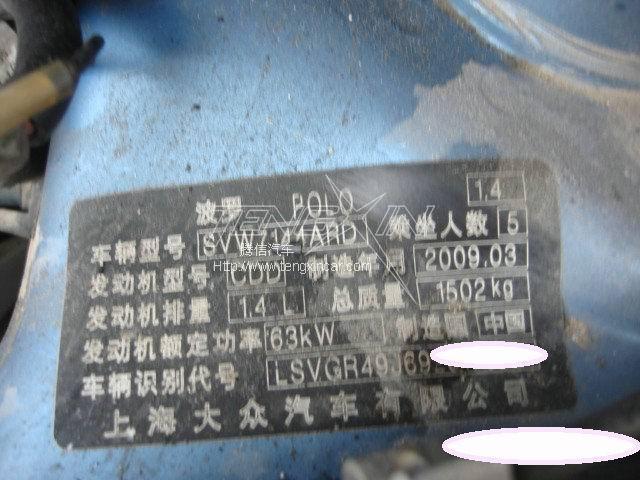 波罗 POLO 1.4
车辆型号 SVW7144ARD 乘坐人数 5
发动机型号 CDD 制造年月 2009.03
发动机排量 1.4 L 总质量 1502kg
发动机额定功率 63kW 制造国 中国
车辆识别代号 LSVGR49J69
上海大众汽车有限公司
TENGXIN
腾信汽车
Http://www.tengxincar.com